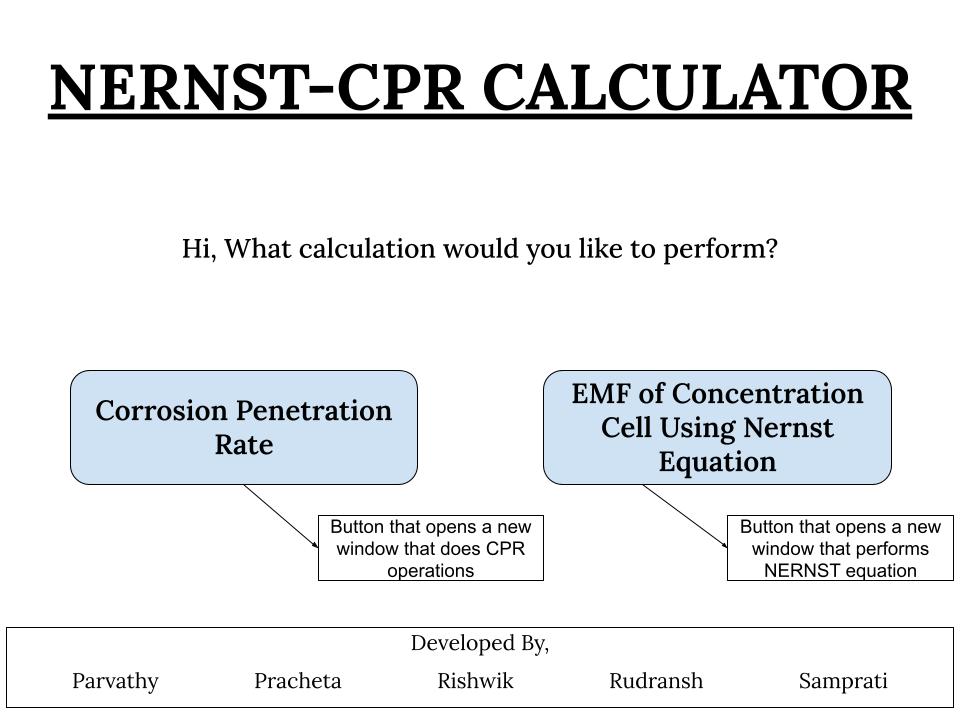 NERNST-CPR CALCULATOR
Hi, What calculation would you like to perform?
Corrosion Penetration
Rate
EMF of Concentration
Cell Using Nernst
Equation
Button that opens a new
window that does CPR
operations
Button that opens a new
window that performs
NERNST equation
Developed By,
Parvathy Pracheta Rishwik Rudransh Samprati